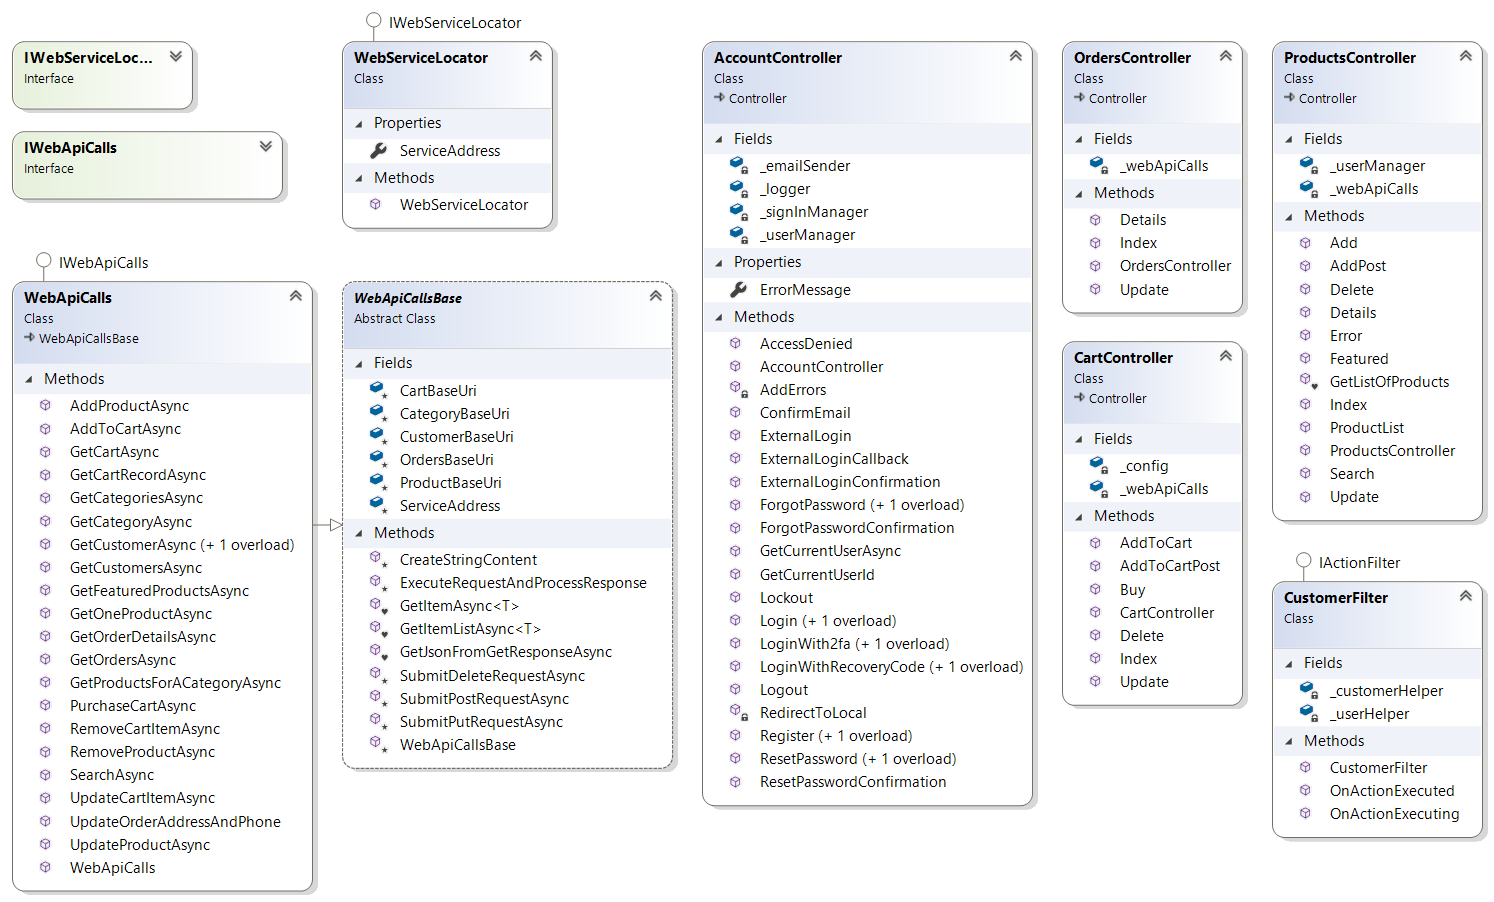 IWebServiceLoc...
Interface
IWebApiCalls
Interface
IWebServiceLocator
WebServiceLocator
Class
Properties
ServiceAddress
Methods
WebServiceLocator
IWebApiCalls
WebApiCalls
Class
WebApiCallsBase
Methods
AddProductAsync
AddToCartAsync
GetCartAsync
GetCartRecordAsync
GetCategoriesAsync
GetCategoryAsync
GetCustomerAsync (+ 1 overload)
GetCustomersAsync
GetFeaturedProductsAsync
GetOneProductAsync
GetOrderDetailsAsync
GetOrdersAsync
GetProductsForACategoryAsync
PurchaseCartAsync
RemoveCartItemAsync
RemoveProductAsync
SearchAsync
UpdateCartItemAsync
UpdateOrderAddressAndPhone
UpdateProductAsync
WebApiCalls
WebApiCallsBase
Abstract Class
Fields
CartBaseUri
CategoryBaseUri
CustomerBaseUri
OrdersBaseUri
ProductBaseUri
ServiceAddress
Methods
CreateStringContent
ExecuteRequestAndProcessResponse
GetItemAsync<T>
GetItemListAsync<T>
GetJsonFromGetResponseAsync
SubmitDeleteRequestAsync
SubmitPostRequestAsync
SubmitPutRequestAsync
WebApiCallsBase
AccountController
Class
Controller
Fields
_emailSender
_logger
_signInManager
_userManager
Properties
ErrorMessage
Methods
AccessDenied
AccountController
AddErrors
ConfirmEmail
ExternalLogin
ExternalLoginCallback
ExternalLoginConfirmation
ForgotPassword (+ 1 overload)
ForgotPasswordConfirmation
GetCurrentUserAsync
GetCurrentUserId
Lockout
Login (+ 1 overload)
LoginWith2fa (+ 1 overload)
LoginWithRecoveryCode (+ 1 overload)
Logout
RedirectToLocal
Register (+ 1 overload)
ResetPassword (+ 1 overload)
ResetPasswordConfirmation
OrdersController
Class
Controller
Fields
_webApiCalls
Methods
Details
Index
OrdersController
Update
CartController
Class
Controller
Fields
_config
_webApiCalls
Methods
AddToCart
AddToCartPost
Buy
CartController
Delete
Index
Update
ProductsController
Class
Controller
Fields
_userManager
_webApiCalls
Methods
Add
AddPost
Delete
Details
Error
Featured
GetListOfProducts
Index
ProductList
ProductsController
Search
Update
IActionFilter
CustomerFilter
Class
Fields
_customerHelper
_userHelper
Methods
CustomerFilter
OnActionExecuted
OnActionExecuting